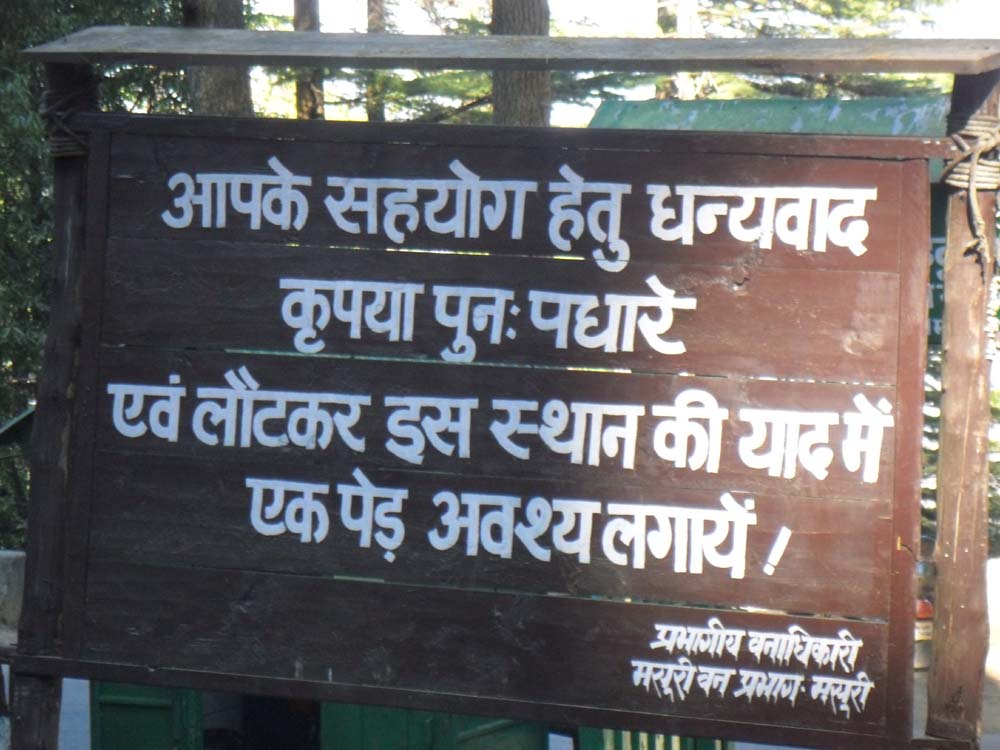 आपके सहयोग हेतु धन्यवाद
कृपया पुनः पधारे
एवं लौटकर इस स्थान की याद में
एक पेड़ अवश्य लगायें !
प्रभागीय वनाधिकारी
मसूरी वन प्रभाग- मसूरी